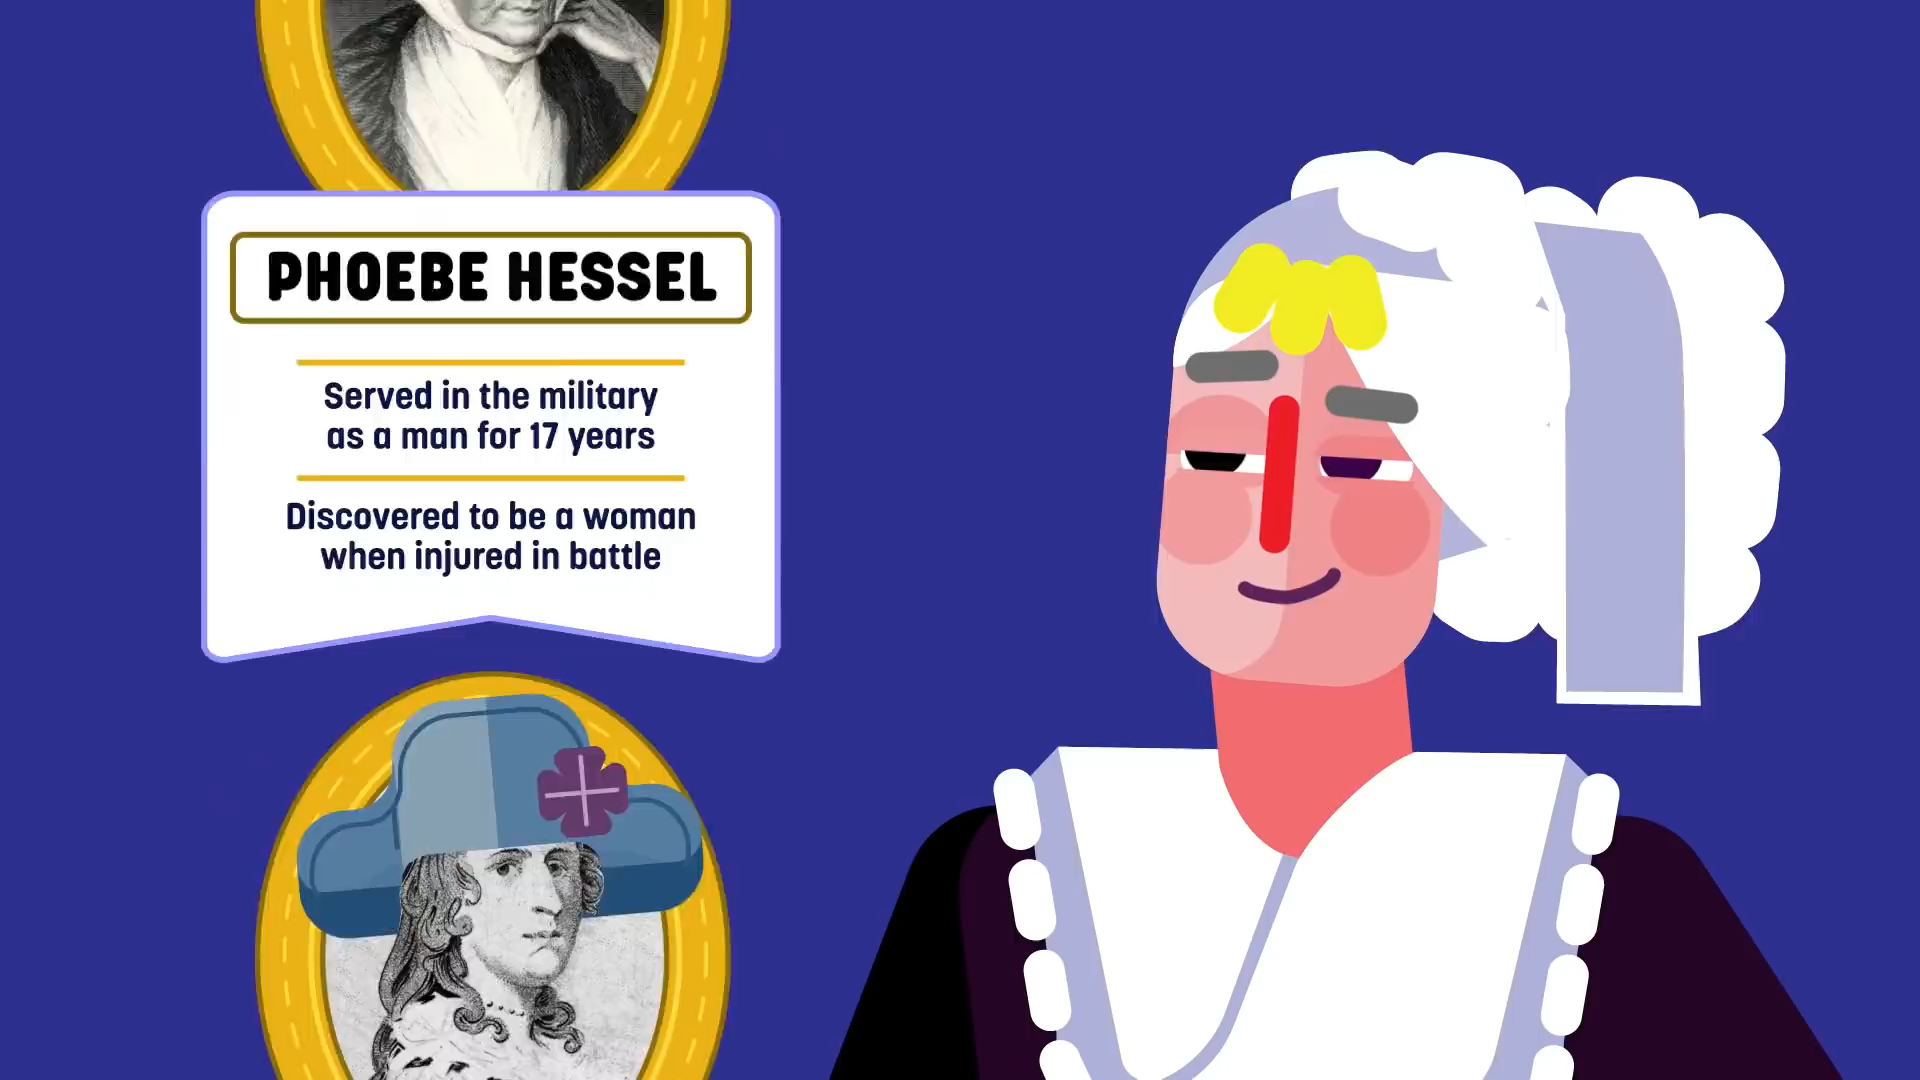 PHOEBE HESSEL
Served in the military
as a man for 17 years
Discovered to be a woman
when injured in battle